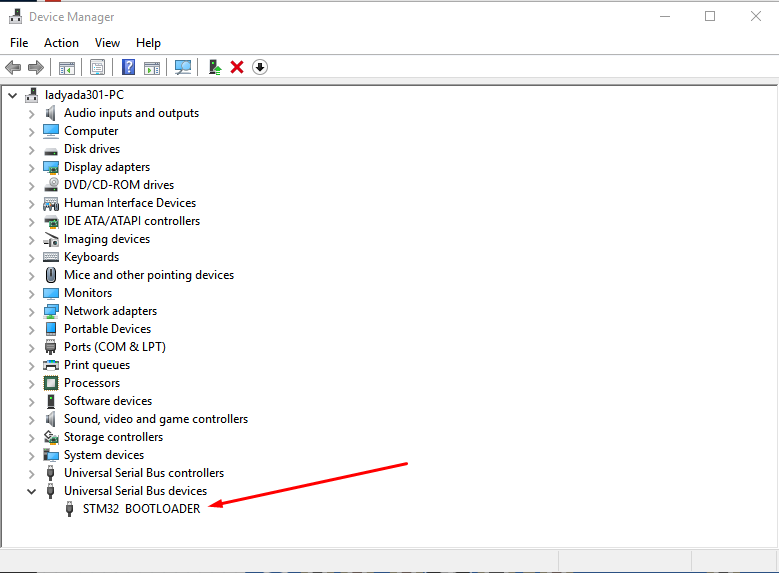 Device Manager
File Action View Help
ladyada301-PC
Audio inputs and outputs
Computer
Disk drives
Display adapters
DVD/CD-ROM drives
Human Interface Devices
IDE ATA/ATAPI controllers
Imaging devices
Keyboards
Mice and other pointing devices
Monitors
Network adapters
Portable Devices
Ports (COM & LPT)
Print queues
Processors
Software devices
Sound, video and game controllers
Storage controllers
System devices
Universal Serial Bus controllers
Universal Serial Bus devices
STM32 BOOTLOADER